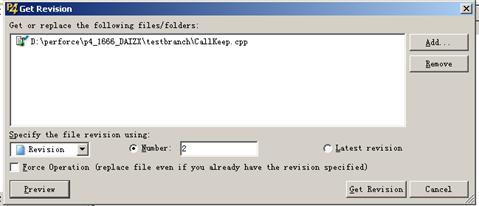 Get Revision
Get or replace the following files/folders:
D:\perforce\p4_1666_DAIZX\testbranch\CallKeep.cpp
Add...
Remove
Specify the file revision using:
Revision Number: 2 Latest revision
Force Operation (replace file even if you already have the revision specified)
Preview Get Revision Cancel